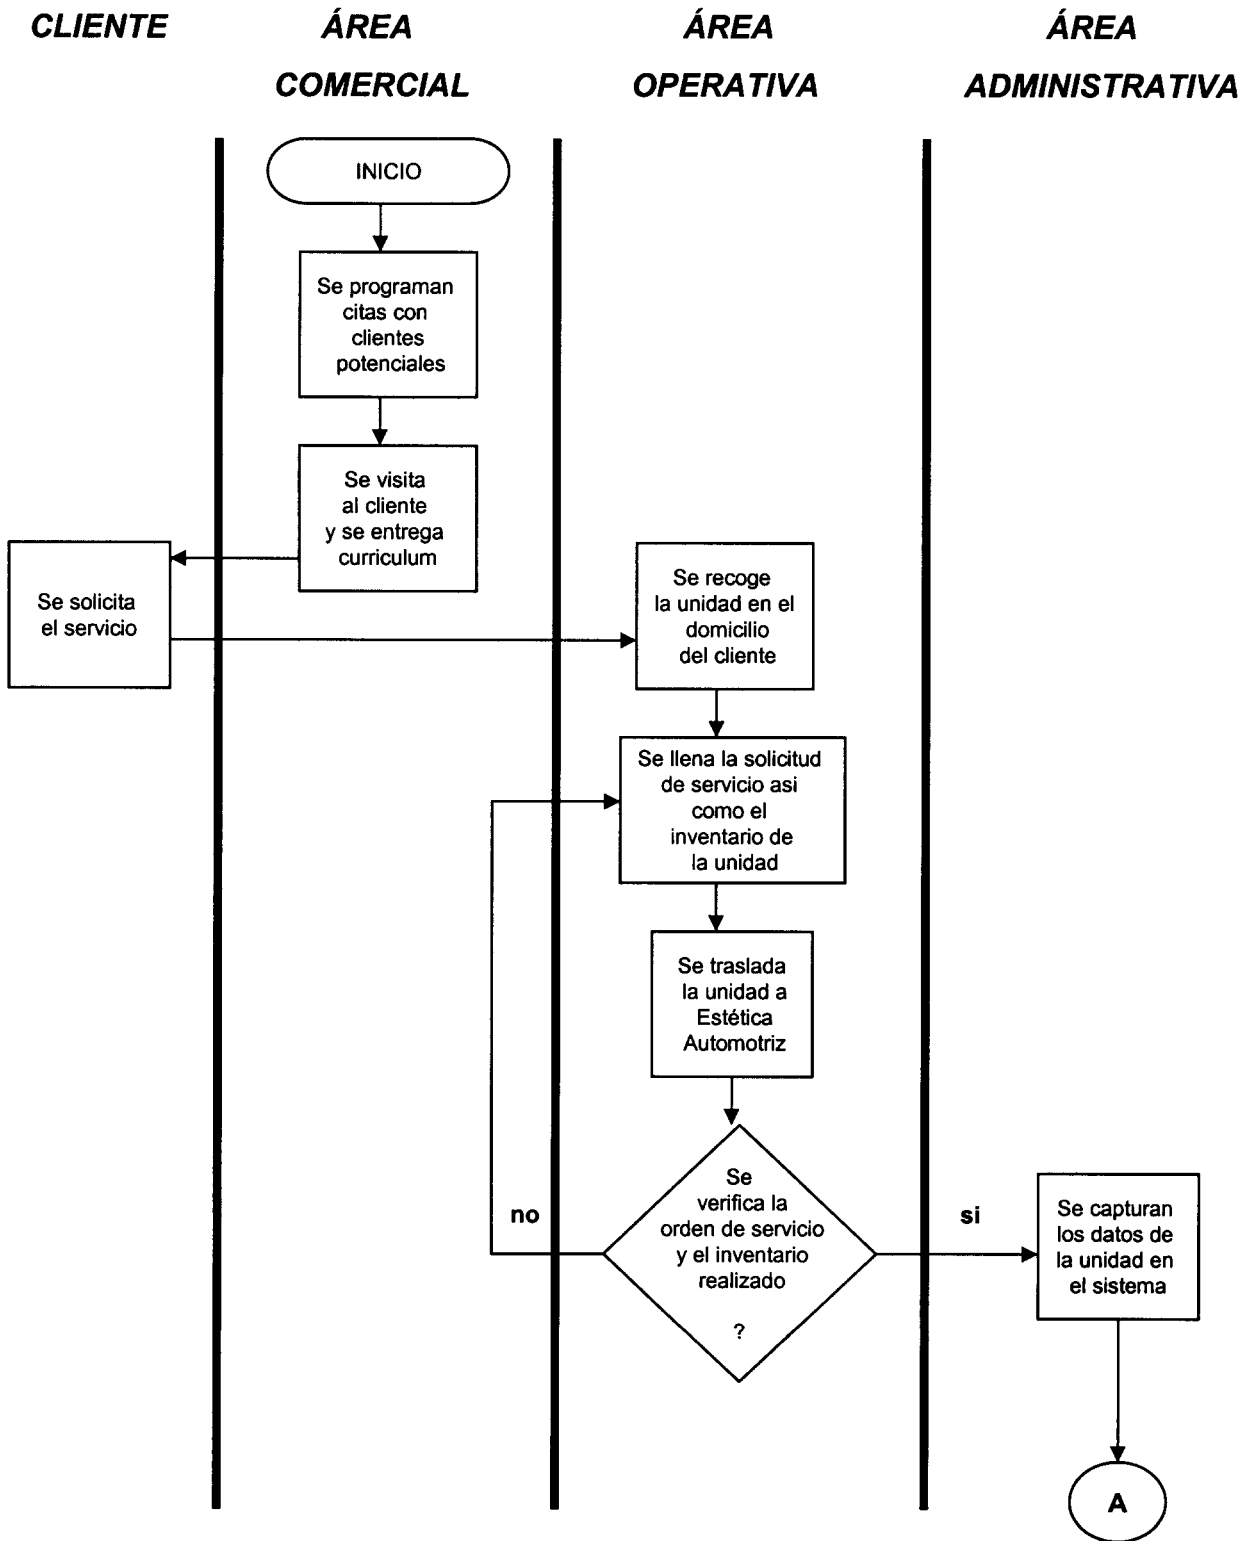 CLIENTE
ÁREA
COMERCIAL
ÁREA
OPERATIVA
ÁREA
ADMINISTRATIVA
INICIO
Se programan
citas con
clientes
potenciales
Se visita
al cliente
y se entrega
curriculum
Se solicita
el servicio
Se recoge
la unidad en el
domicilio
del cliente
Se llena la solicitud
de servicio asi
como el
inventario de
la unidad
Se traslada
la unidad a
Estética
Automotriz
Se
verifica la
orden de servicio
y el inventario
realizado
?
no
si
Se capturan
los datos de
la unidad en
el sistema
A